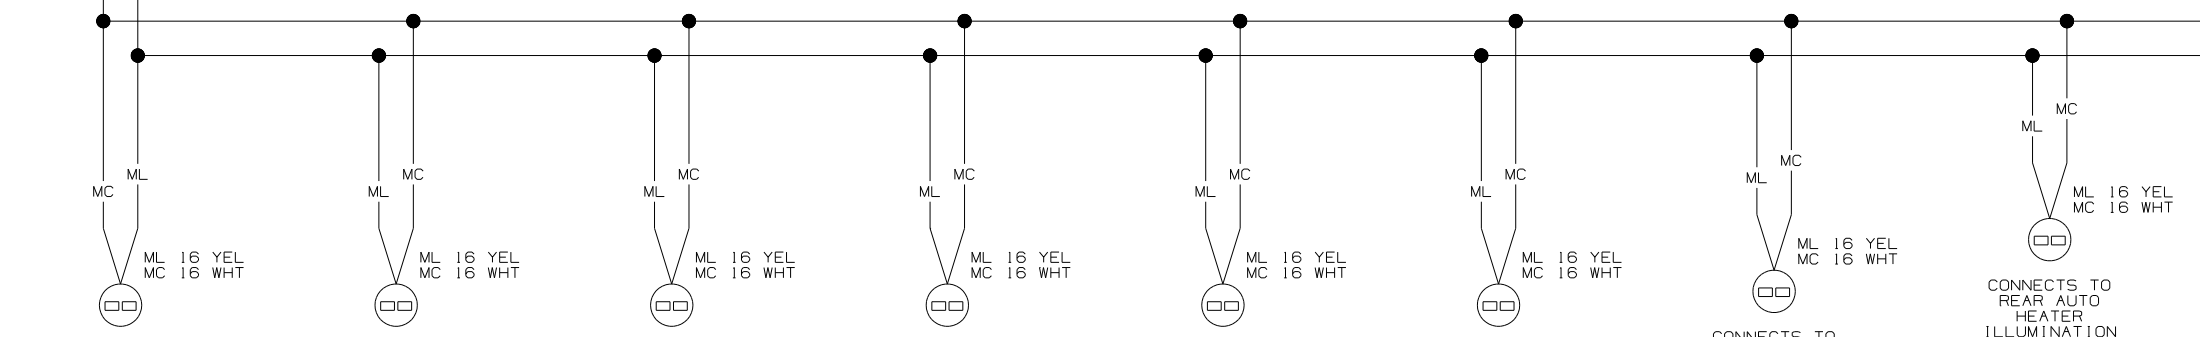 MC
ML
ML 16 YEL
MC 16 WHT
ML
MC
ML 16 YEL
MC 16 WHT
ML
MC
ML 16 YEL
MC 16 WHT
ML
MC
ML 16 YEL
MC 16 WHT
ML
MC
ML 16 YEL
MC 16 WHT
ML
MC
ML 16 YEL
MC 16 WHT
ML
MC
ML 16 YEL
MC 16 WHT
CONNECTS TO
ML
MC
ML 16 YEL
MC 16 WHT
CONNECTS TO
REAR AUTO
HEATER
ILLUMINATION